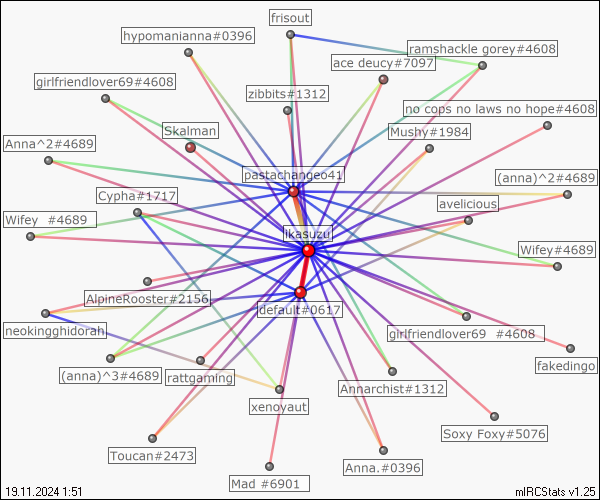 frisout
hypomanianna#0396
ramshackle gorey#4608
ace deucy#7097
girlfriendlover69#4608
zibbits#1312
no cops no laws no hope#4608
Skalman
Mushy#1984
Anna^2#4689
pastachangeo41
(anna)^2#4689
Cypha#1717
avelicious
Wifey  #4689
ikasuzu
Wifey#4689
AlpineRooster#2156
default#0617
neokingghidorah
girlfriendlover69  #4608
fakedingo
(anna)^3#4689
rattgaming
Annarchist#1312
xenoyaut
Soxy Foxy#5076
Toucan#2473
Anna.#0396
Mad #6901
19.11.2024 1:51
mIRCStats v1.25